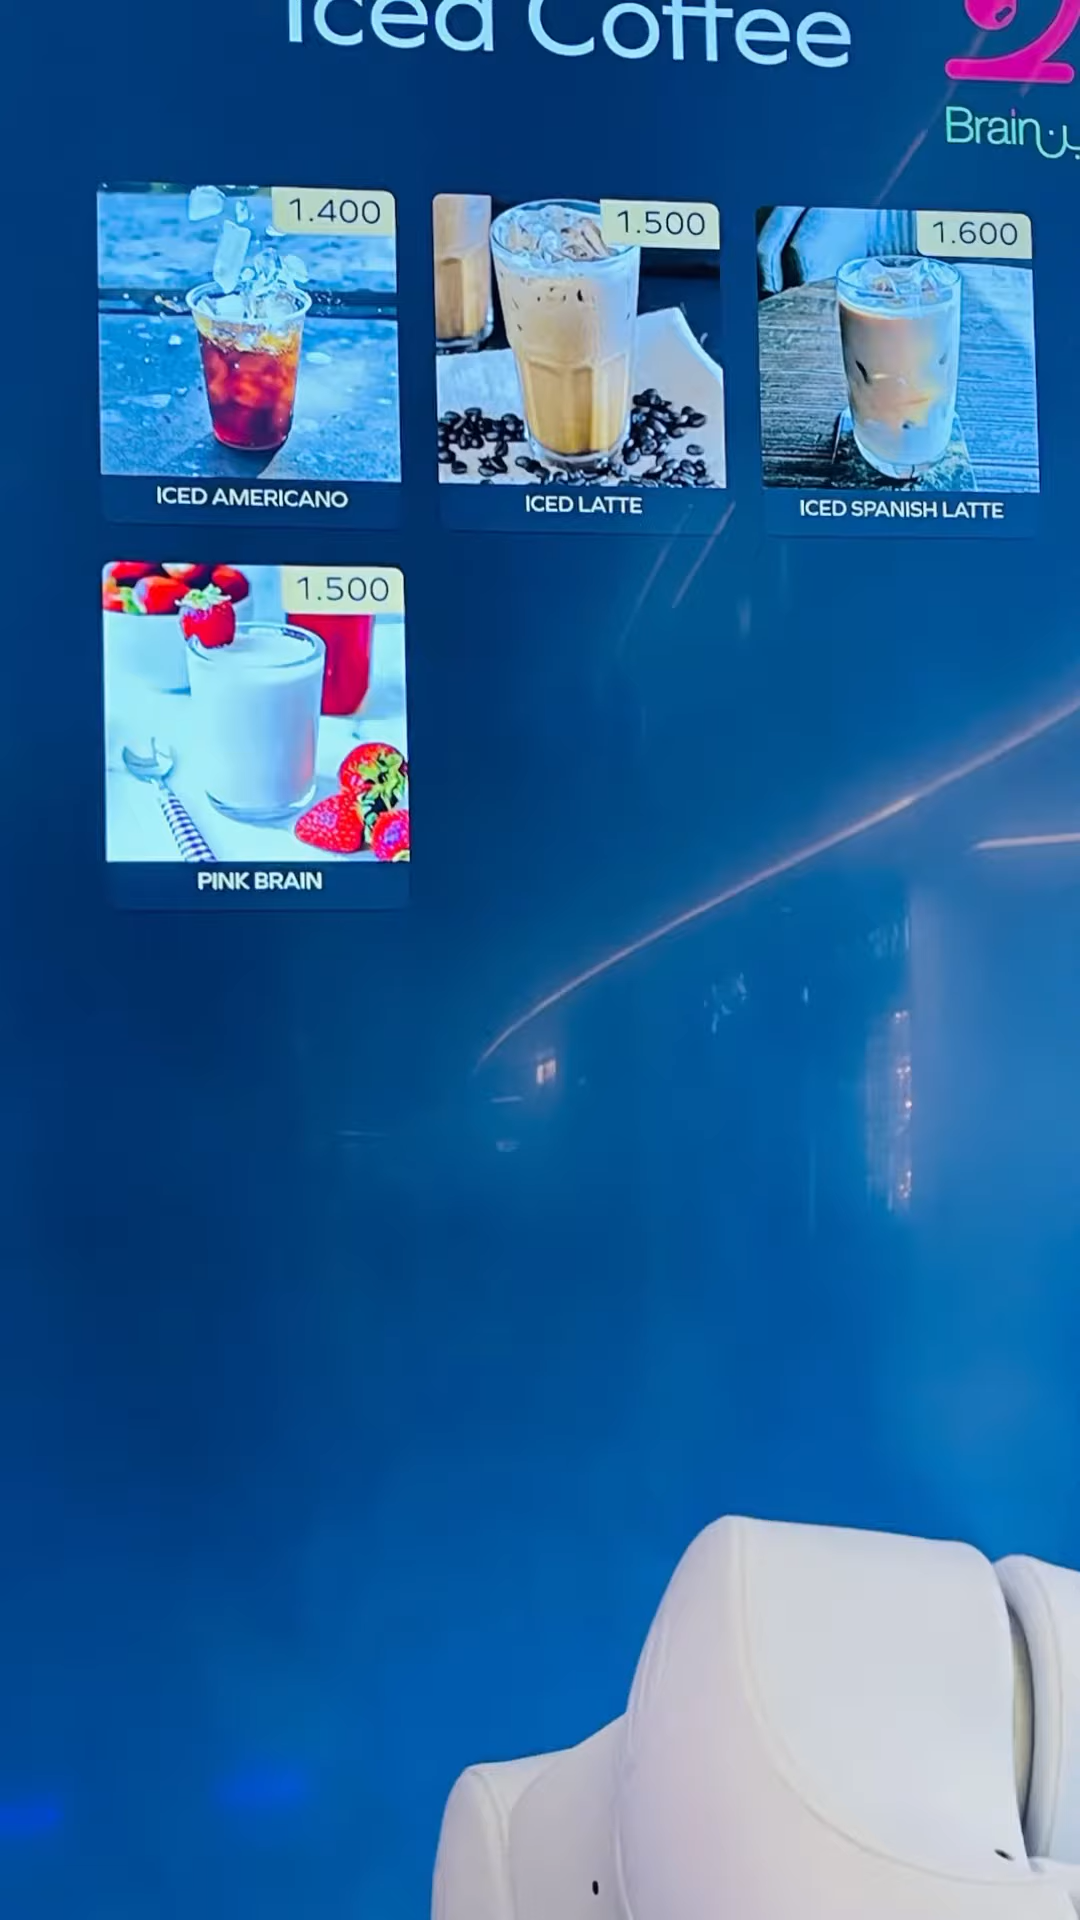 Iced Coffee
Brain
1.400
1.500
1.600
ICED AMERICANO
ICED LATTE
ICED SPANISH LATTE
1.500
PINK BRAIN